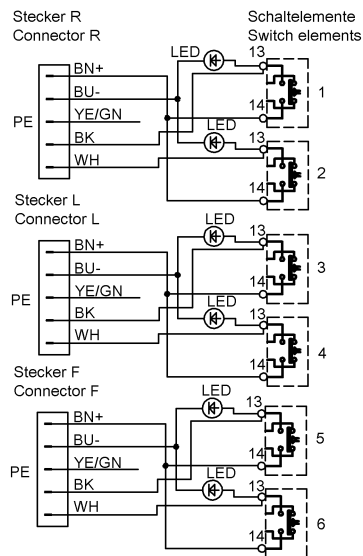 Stecker R
Connector R
Schaltelemente
Switch elements
LED
13
BN+
BU-
1
YE/GN
14
PE
LED
13
BK
WH
2
14
Stecker L
Connector L
LED
13
BN+
BU-
3
YE/GN
14
PE
LED
13
BK
WH
4
14
Stecker F
Connector F
LED
13
BN+
BU-
5
YE/GN
14
PE
LED
13
BK
WH
6
14